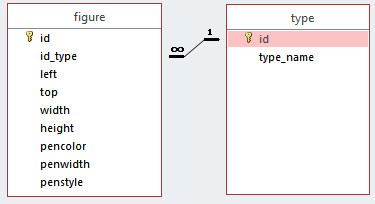 figure
id
id_type
left
top
width
height
pencolor
penwidth
penstyle
∞ 1
type
id
type_name